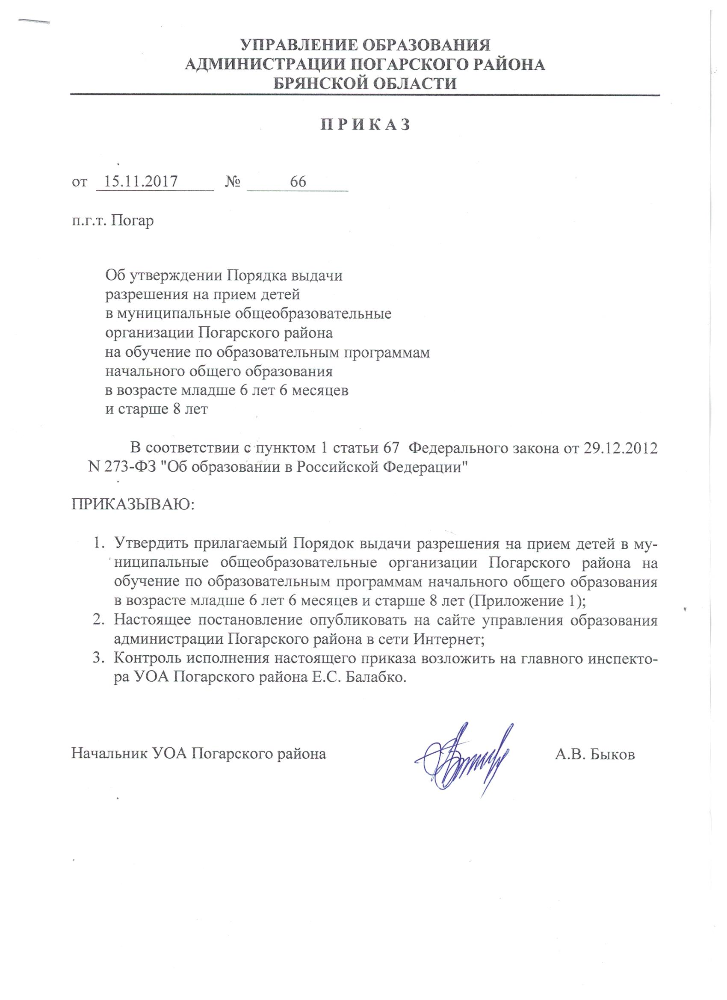 УПРАВЛЕНИЕ ОБРАЗОВАНИЯ
АДМИНИСТРАЦИИ ПОГАРСКОГО РАЙОНА
БРЯНСКОЙ ОБЛАСТИ
П Р И К А З
от 15.11.2017 № 66
п.г.т. Погар
Об утверждении Порядка выдачи
разрешения на прием детей
в муниципальные общеобразовательные
организации Погарского района
на обучение по образовательным программам
начального общего образования
в возрасте младше 6 лет 6 месяцев
и старше 8 лет
В соответствии с пунктом 1 статьи 67 Федерального закона от 29.12.2012
N 273-ФЗ "Об образовании в Российской Федерации"
ПРИКАЗЫВАЮ:
1. Утвердить прилагаемый Порядок выдачи разрешения на прием детей в му-
ниципальные общеобразовательные организации Погарского района на
обучение по образовательным программам начального общего образования
в возрасте младше 6 лет 6 месяцев и старше 8 лет (Приложение 1);
2. Настоящее постановление опубликовать на сайте управления образования
администрации Погарского района в сети Интернет;
3. Контроль исполнения настоящего приказа возложить на главного инспекто-
ра УОА Погарского района Е.С. Балабко.
Начальник УОА Погарского района А.В. Быков